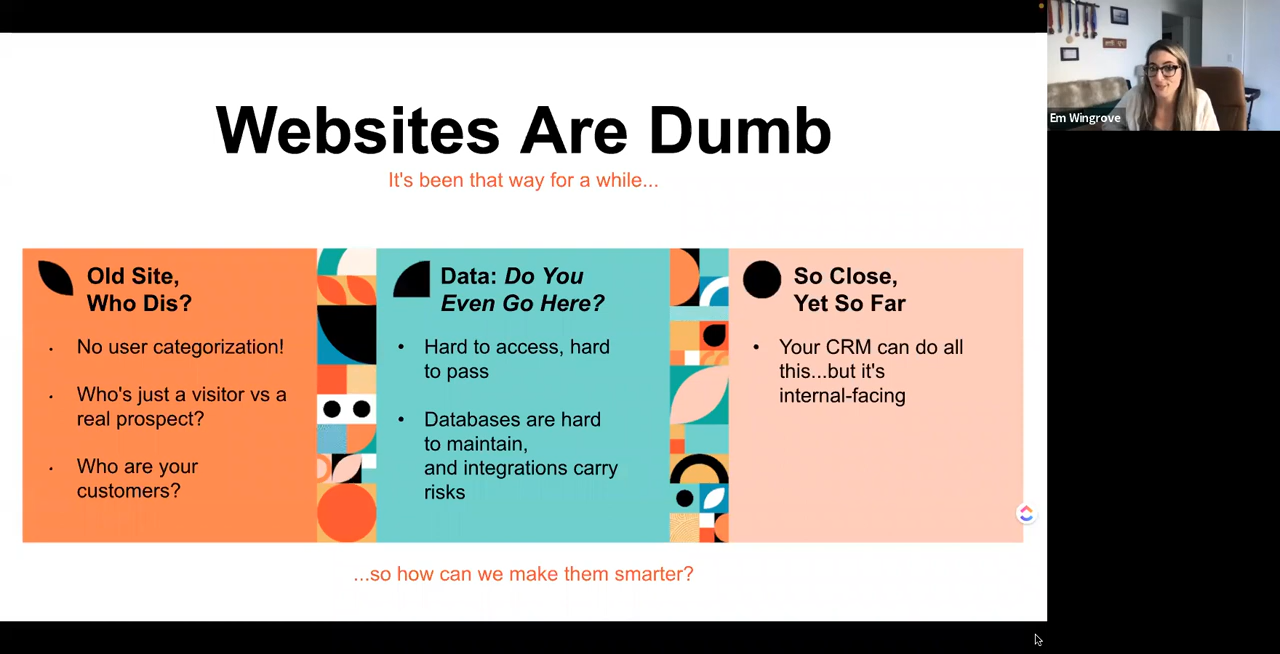 Websites Are Dumb
It's been that way for a while...
Old Site,
Who Dis?
• No user categorization!
• Who's just a visitor vs a
real prospect?
• Who are your
customers?
Data: Do You
Even Go Here?
• Hard to access, hard
to pass
• Databases are hard
to maintain,
and integrations carry
risks
So Close,
Yet So Far
• Your CRM can do all
this...but it's
internal-facing
...so how can we make them smarter?
Em Wingrove